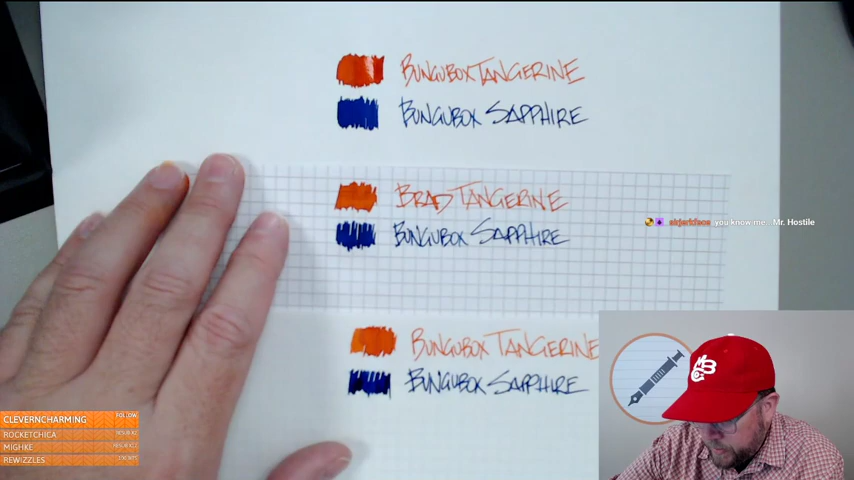 BUNGUBOX TANGERINE
BUNGUBOX SAPPHIRE
BRAD TANGERINE
BUNGUBOX SAPPHIRE
skjerkface you know me.. Mr. Hostile
BUNGUBOX TANGERINE
BUNGUBOX SAPPHIRE
CLEVERNCHARMING FOLLOW
ROCKETCHICA
MIGHKE
REWIZZLES